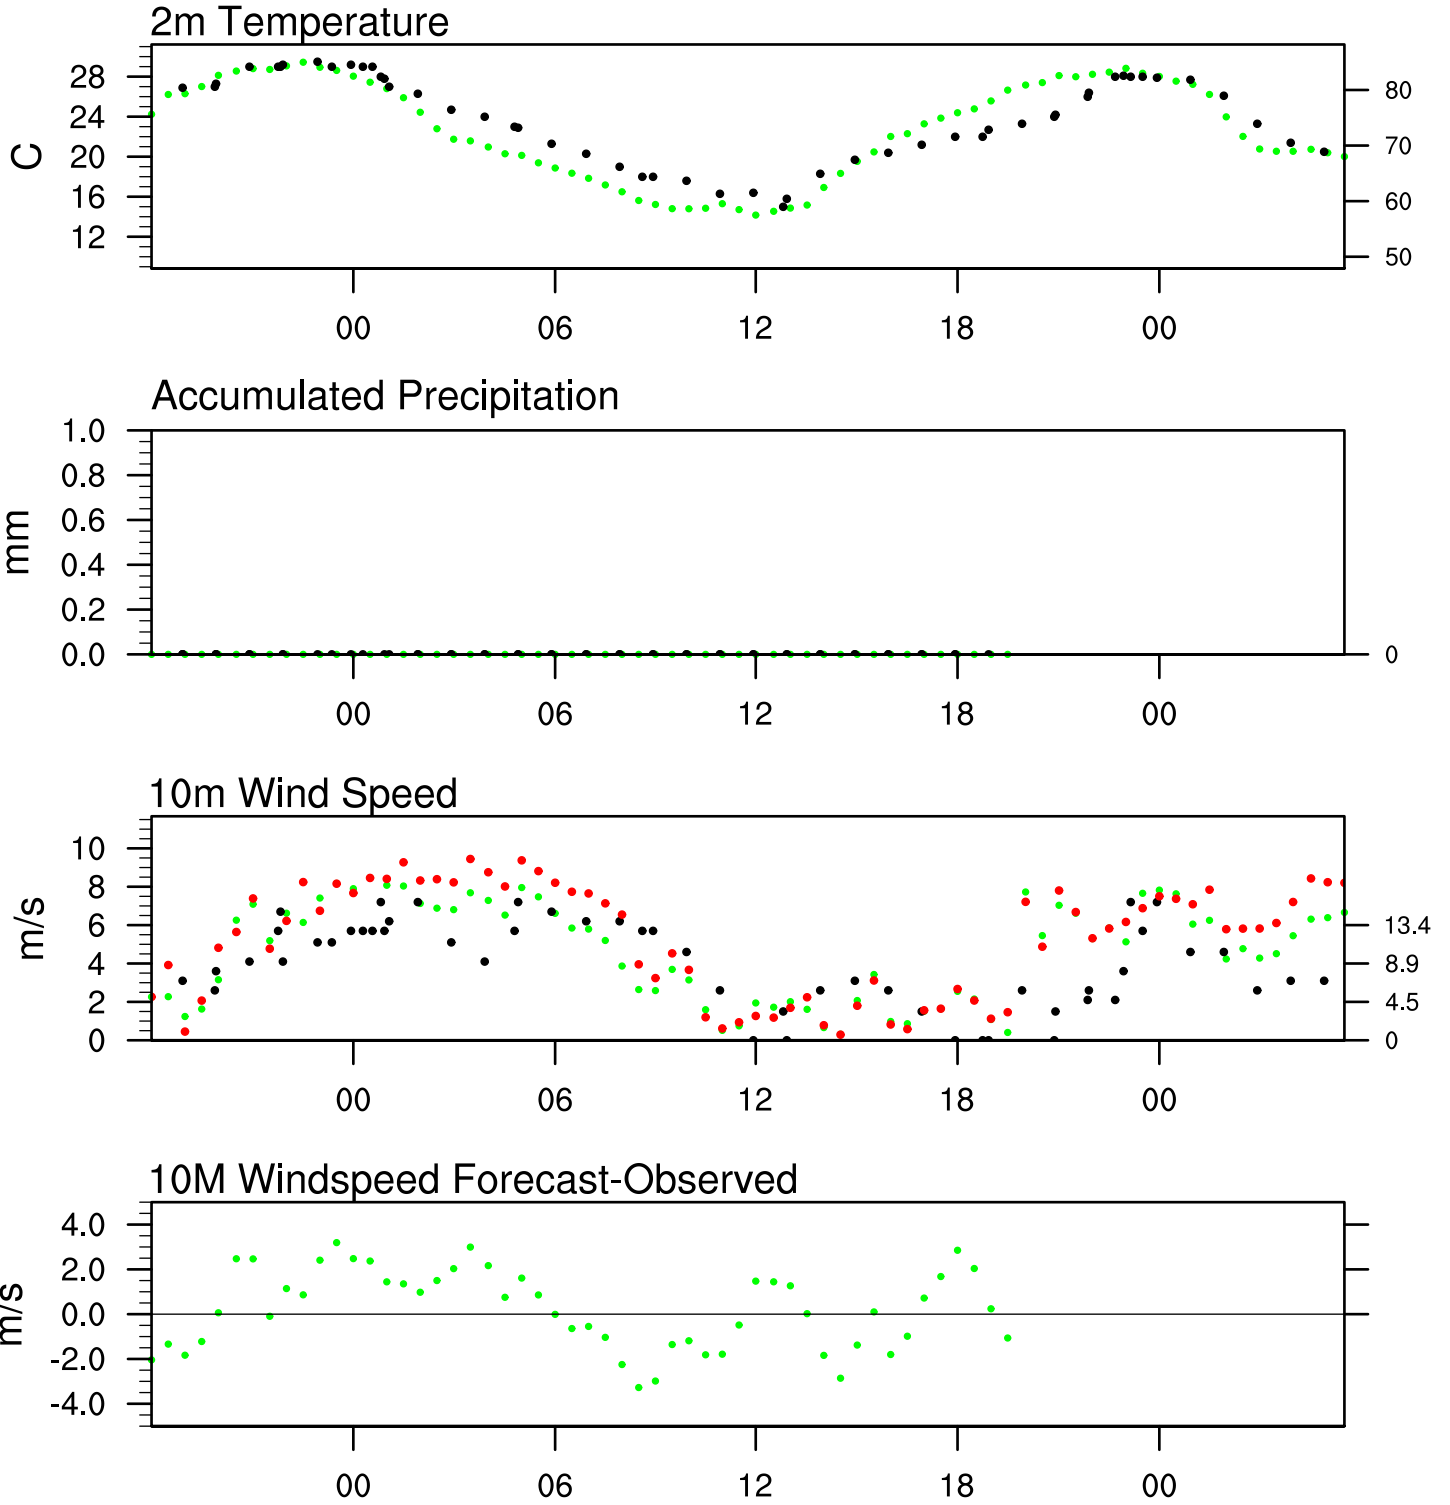 2m Temperature
28
24
20
16
12
C
80
70
60
50
00 06 12 18 00
Accumulated Precipitation
1.0
0.8
0.6
0.4
0.2
0.0
mm
0
00 06 12 18 00
10m Wind Speed
10
8
6
4
2
0
m/s
13.4
8.9
4.5
0
00 06 12 18 00
10M Windspeed Forecast-Observed
4.0
2.0
0.0
-2.0
-4.0
m/s
00 06 12 18 00